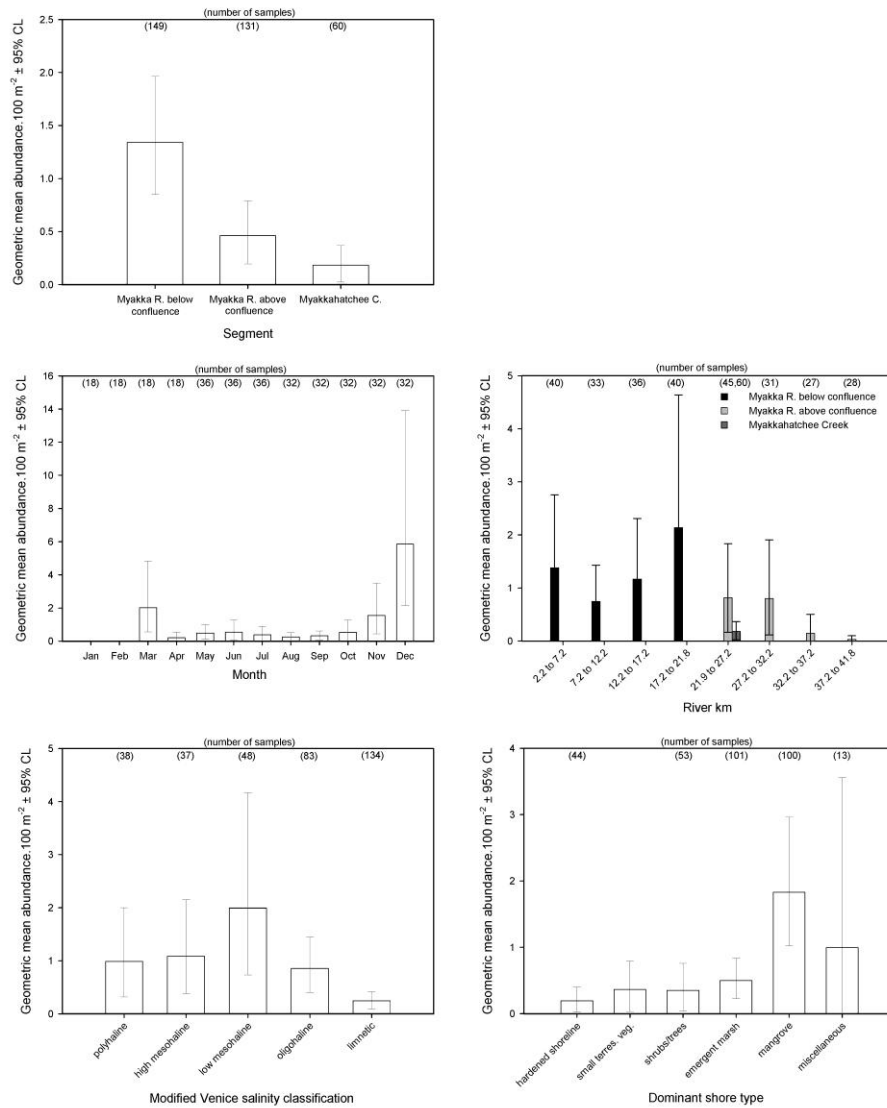 (number of samples)
(149) (131) (60)
Geometric mean abundance.100 m⁻² ± 95% CL
2.5
2.0
1.5
1.0
0.5
0.0
Myakka R. below confluence
Myakka R. above confluence
Myakkahatchee C.
Segment
(number of samples)
(18) (18) (18) (18) (36) (36) (36) (32) (32) (32) (32) (32)
Geometric mean abundance.100 m⁻² ± 95% CL
16
14
12
10
8
6
4
2
0
Jan Feb Mar Apr May Jun Jul Aug Sep Oct Nov Dec
Month
(number of samples)
(40) (33) (36) (40) (45,60) (31) (27) (28)
Myakka R. below confluence
Myakka R. above confluence
Myakkahatchee Creek
Geometric mean abundance.100 m⁻² ± 95% CL
5
4
3
2
1
0
2.2 to 7.2
7.2 to 12.2
12.2 to 17.2
17.2 to 21.8
21.9 to 27.2
27.2 to 32.2
32.2 to 37.2
37.2 to 41.8
River km
(number of samples)
(38) (37) (48) (83) (134)
Geometric mean abundance.100 m⁻² ± 95% CL
5
4
3
2
1
0
polyhaline
high mesohaline
low mesohaline
oligohaline
limnetic
Modified Venice salinity classification
(number of samples)
(44) (53) (101) (100) (13)
Geometric mean abundance.100 m⁻² ± 95% CL
4
3
2
1
0
hardened shoreline
small terres. veg.
shrubs/trees
emergent marsh
mangrove
miscellaneous
Dominant shore type